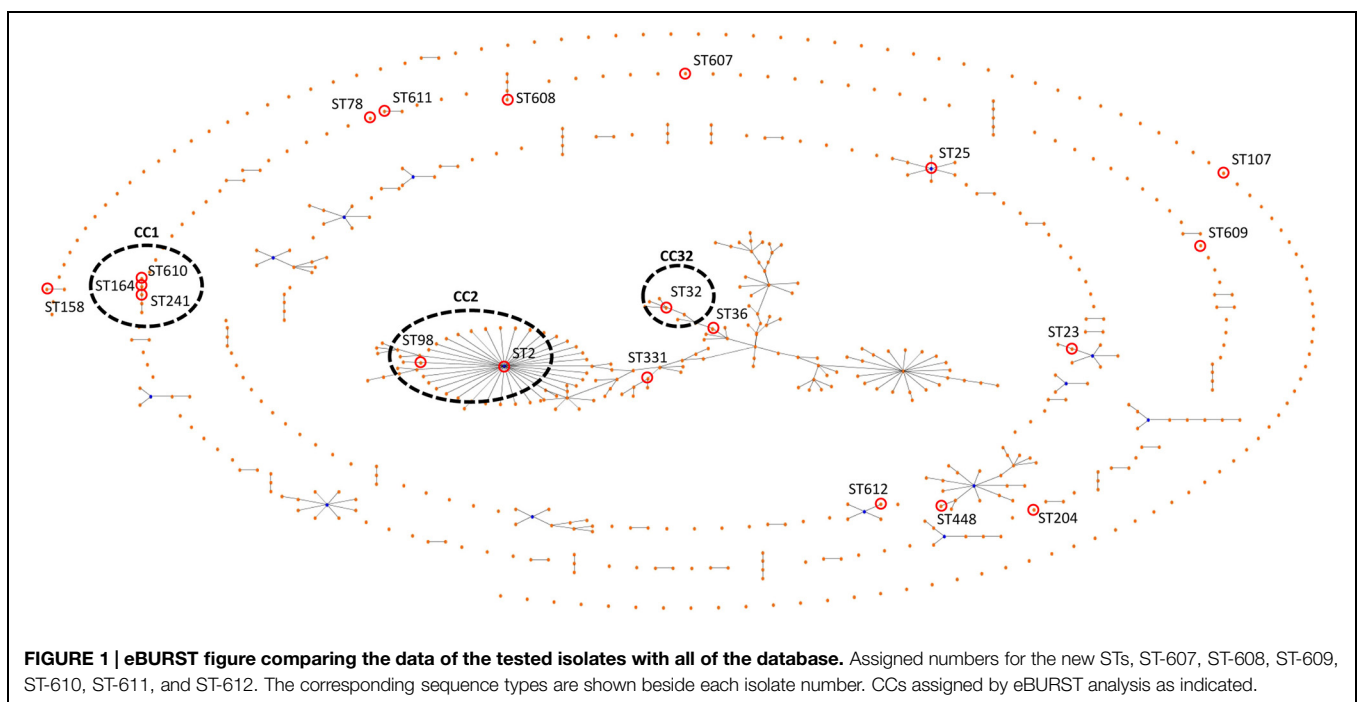 ST607
ST78
ST611
ST608
ST25
ST107
CC1
ST609
ST610
ST164
ST241
ST158
CC32
ST32
CC2
ST36
ST98
ST2
ST331
ST23
ST612
ST448
ST204
FIGURE 1 | eBURST figure comparing the data of the tested isolates with all of the database. Assigned numbers for the new STs, ST-607, ST-608, ST-609,
ST-610, ST-611, and ST-612. The corresponding sequence types are shown beside each isolate number. CCs assigned by eBURST analysis as indicated.